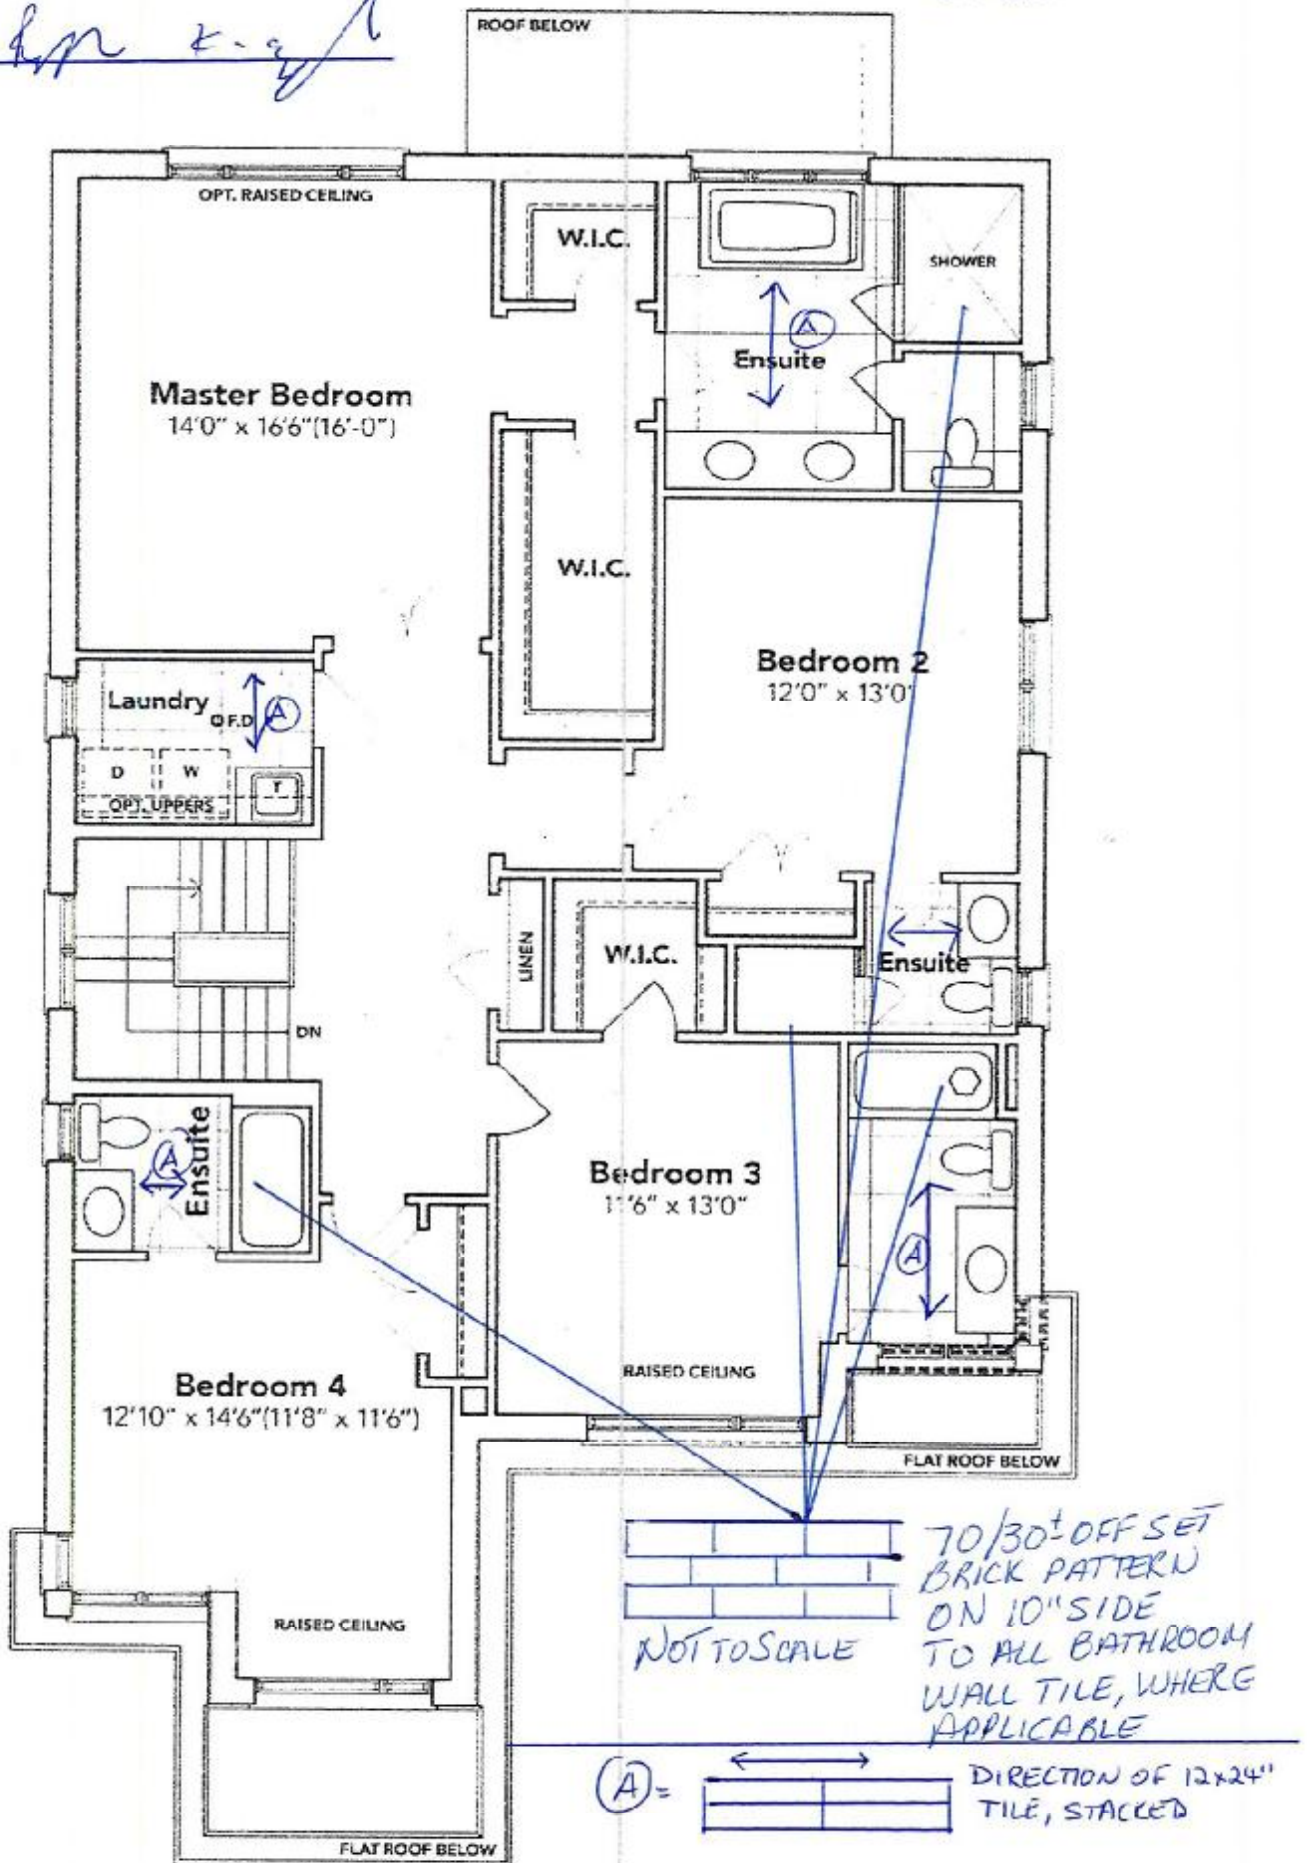 ROOF BELOW
OPT. RAISED CEILING
W.I.C.
SHOWER
A
Ensuite
Master Bedroom
14'0" x 16'6"(16'-0")
W.I.C.
Bedroom 2
12'0" x 13'0"
Laundry
O F.D
A
D
W
T
OPT. UPPERS
LINEN
W.I.C.
Ensuite
DN
Ensuite
A
Bedroom 3
11'6" x 13'0"
A
RAISED CEILING
Bedroom 4
12'10" x 14'6"(11'8" x 11'6")
FLAT ROOF BELOW
RAISED CEILING
70/30± OFFSET
BRICK PATTERN
ON 10" SIDE
TO ALL BATHROOM
WALL TILE, WHERE
APPLICABLE
NOT TO SCALE
A =
DIRECTION OF 12x24"
TILE, STACKED
FLAT ROOF BELOW